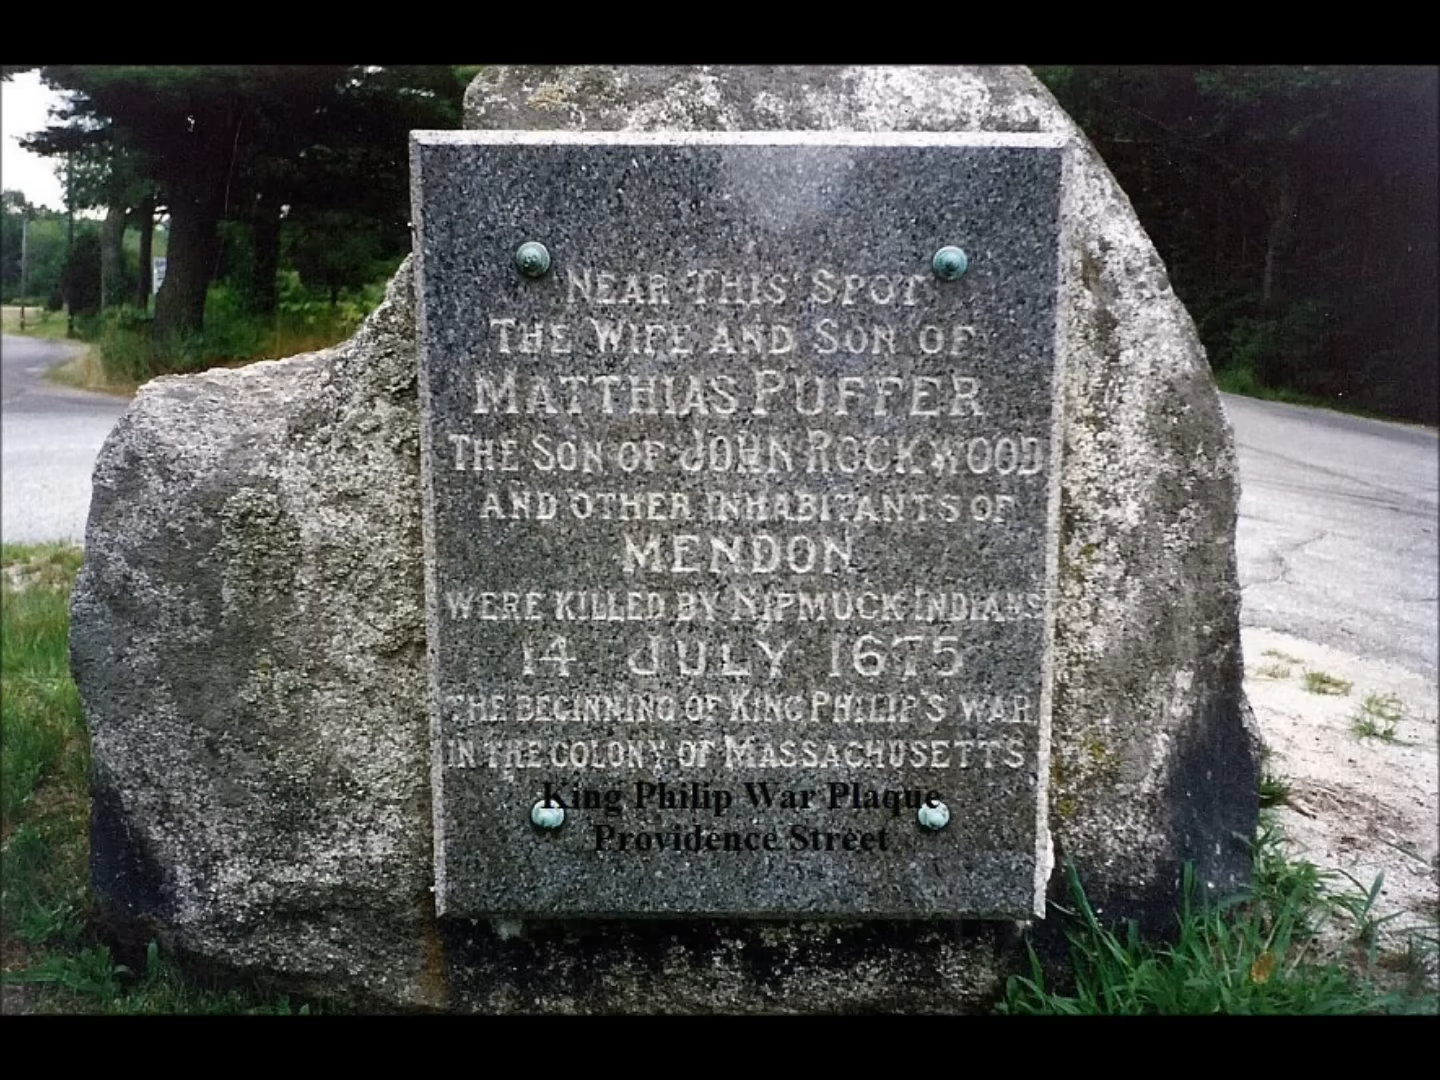 NEAR THIS SPOT
THE WIFE AND SON OF
MATTHIAS PUFFER
THE SON OF JOHN ROCKWOOD
AND OTHER INHABITANTS OF
MENDON
WERE KILLED BY NIPMUCK INDIANS
14 JULY 1675
THE BEGINNING OF KING PHILIP'S WAR
IN THE COLONY OF MASSACHUSETTS
King Philip War Plaque
Providence Street